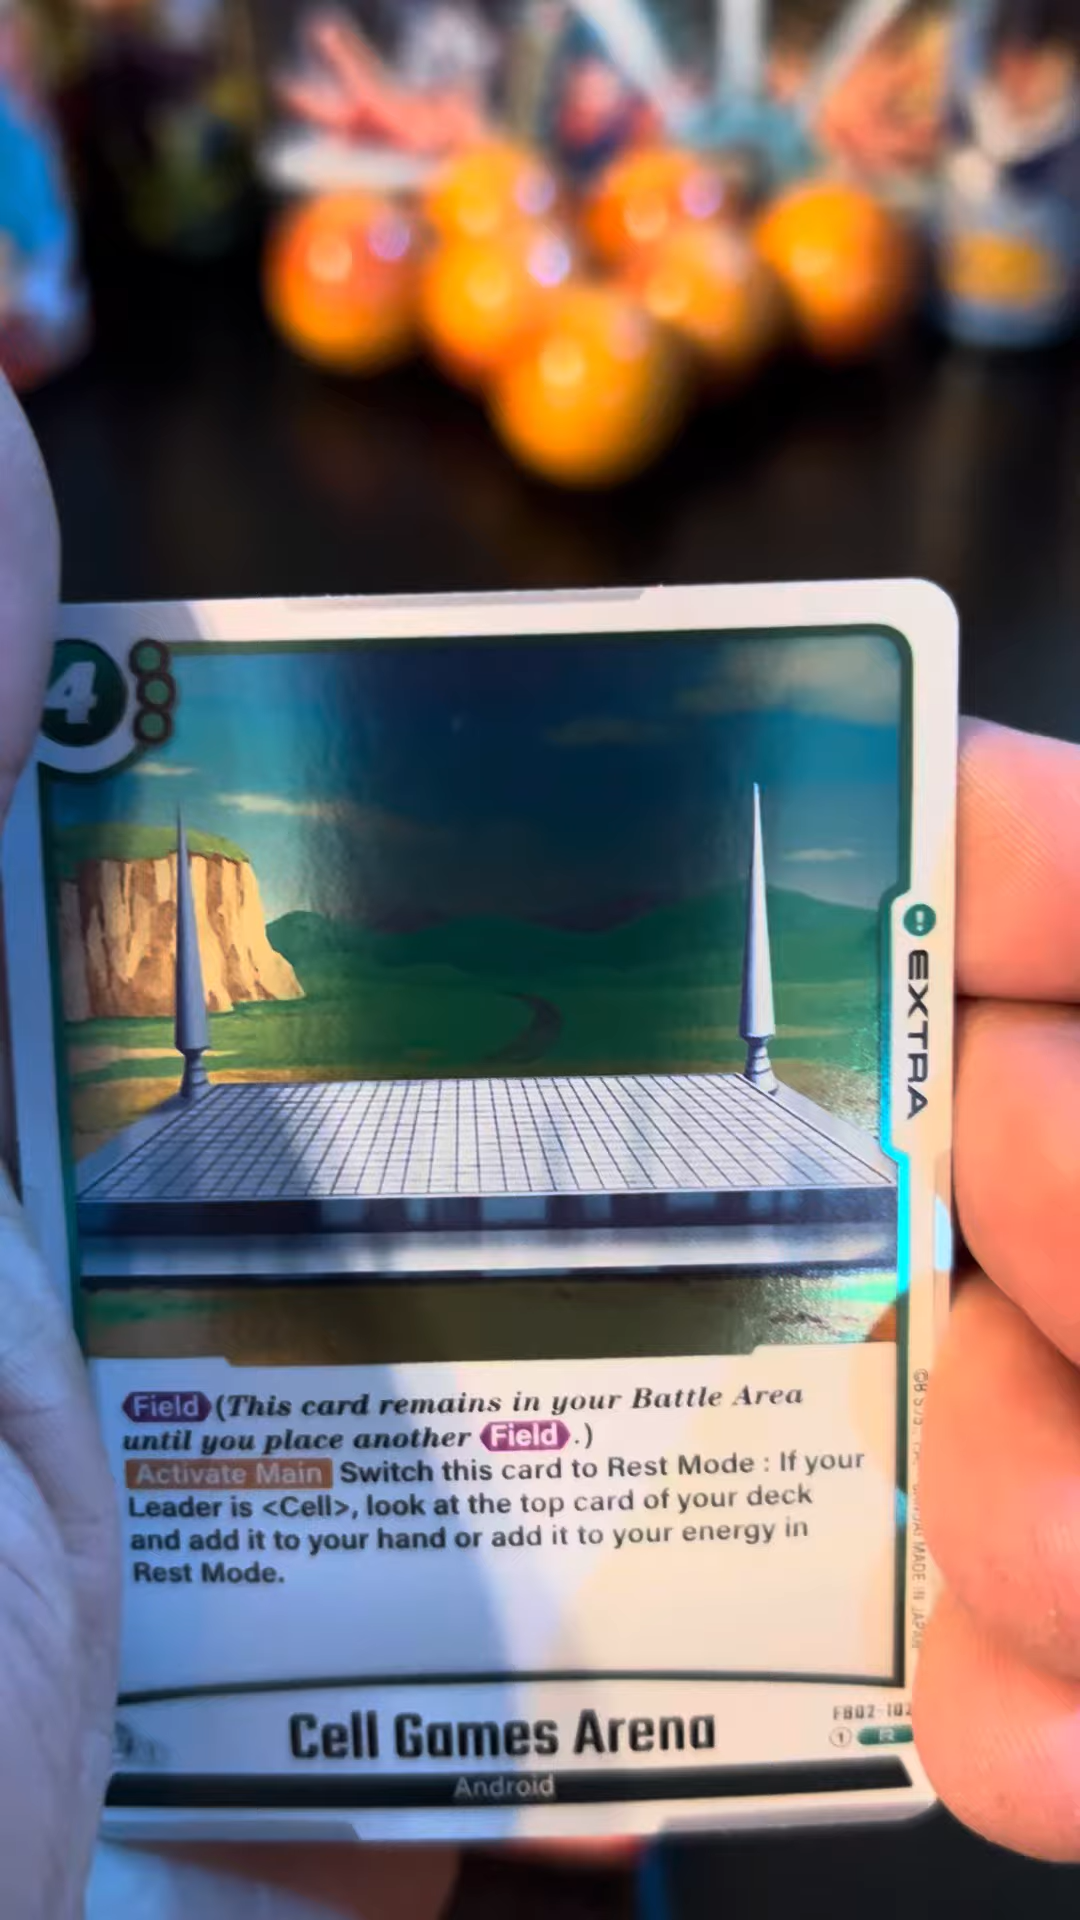 4
EXTRA
Field (This card remains in your Battle Area
until you place another Field.)
Activate Main Switch this card to Rest Mode : If your
Leader is <Cell>, look at the top card of your deck
and add it to your hand or add it to your energy in
Rest Mode.
MADE IN JAPAN
FB02-102
Cell Games Arena
1 R
Android